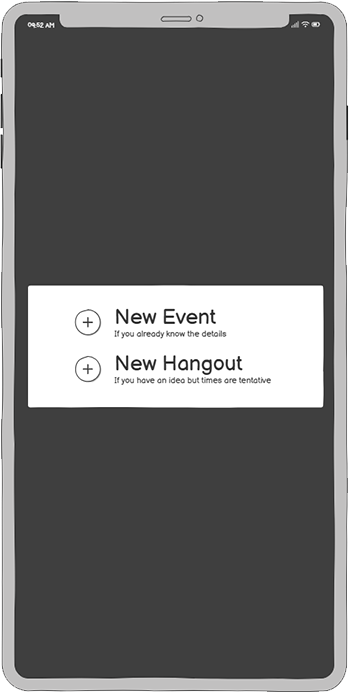 09:52 AM
New Event
If you already know the details
New Hangout
If you have an idea but times are tentative